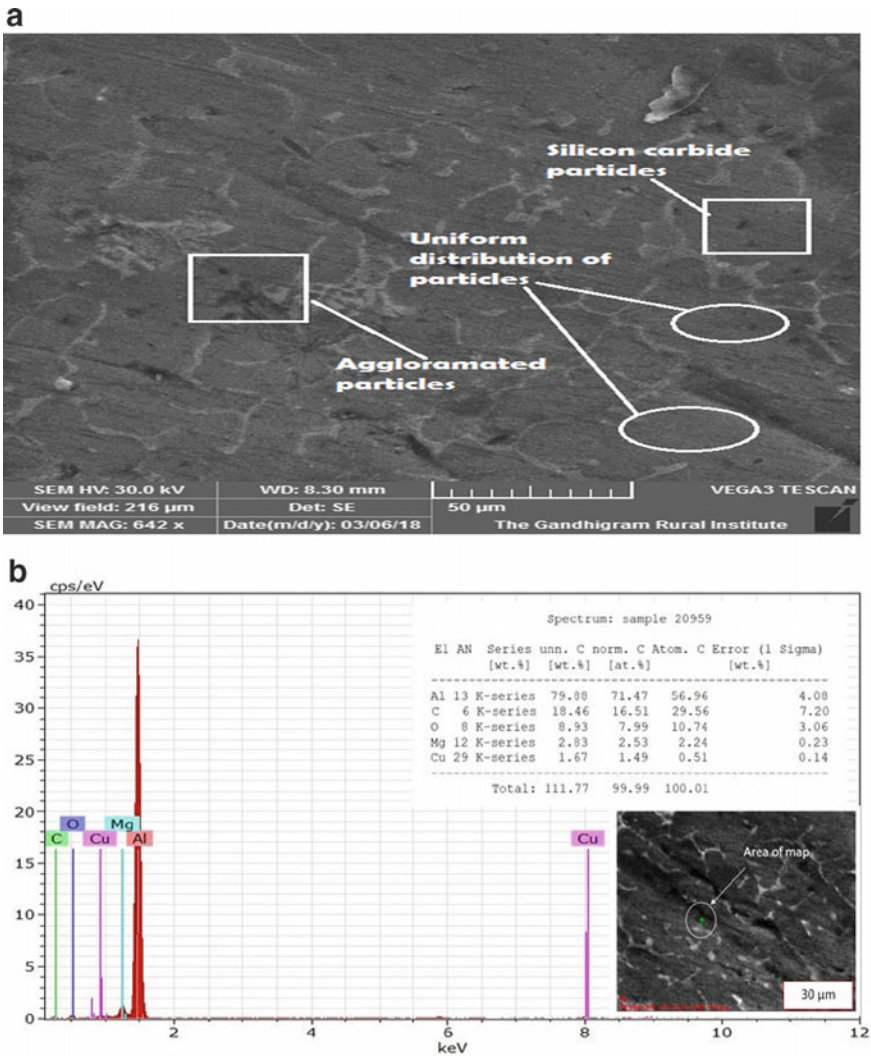 a
Silicon carbide
particles
Uniform
distribution of
particles
Aggloramated
particles
SEM HV: 30.0 kV
WD: 8.30 mm
VEGA3 TESCAN
View field: 216 µm
Det: SE
50 µm
SEM MAG: 642 x
Date(m/d/y): 03/06/18
The Gandhigram Rural Institute
b
cps/eV
40
35
30
25
20
15
10
5
0
Spectrum: sample 20959
El AN Series unn. C norm. C Atom. C Error (1 Sigma)
[wt.%] [wt.%] [at.%] [wt.%]
Al 13 K-series 79.88 71.47 56.96 4.08
C 6 K-series 18.46 16.51 29.56 7.20
O 8 K-series 8.93 7.99 10.74 3.06
Mg 12 K-series 2.83 2.53 2.24 0.23
Cu 29 K-series 1.67 1.49 0.51 0.14
Total: 111.77 99.99 100.01
C
O
Cu
Mg
Al
Cu
Area of map
30 µm
2
4
6
8
10
12
keV